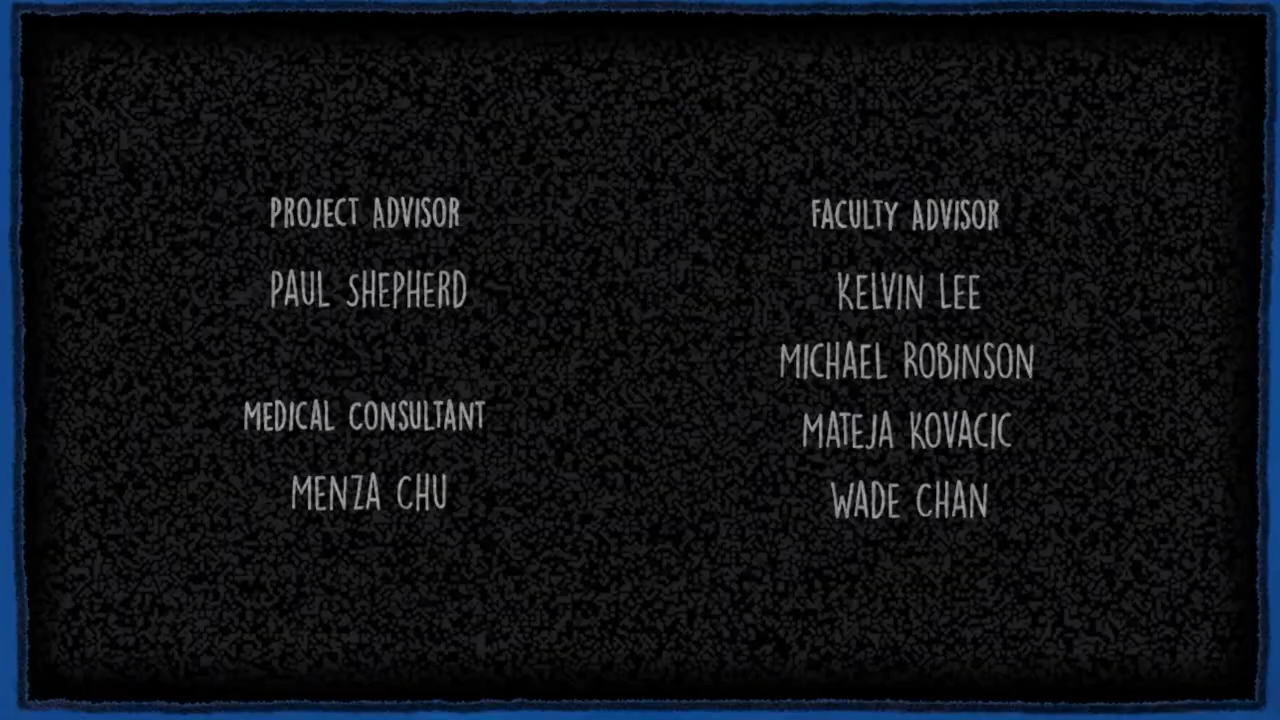 PROJECT ADVISOR
PAUL SHEPHERD
MEDICAL CONSULTANT
MENZA CHU
FACULTY ADVISOR
KELVIN LEE
MICHAEL ROBINSON
MATEJA KOVACIC
WADE CHAN